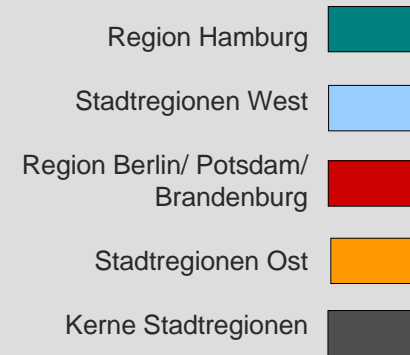 Region Hamburg
Stadtregionen West
Region Berlin/ Potsdam/
Brandenburg
Stadtregionen Ost
Kerne Stadtregionen